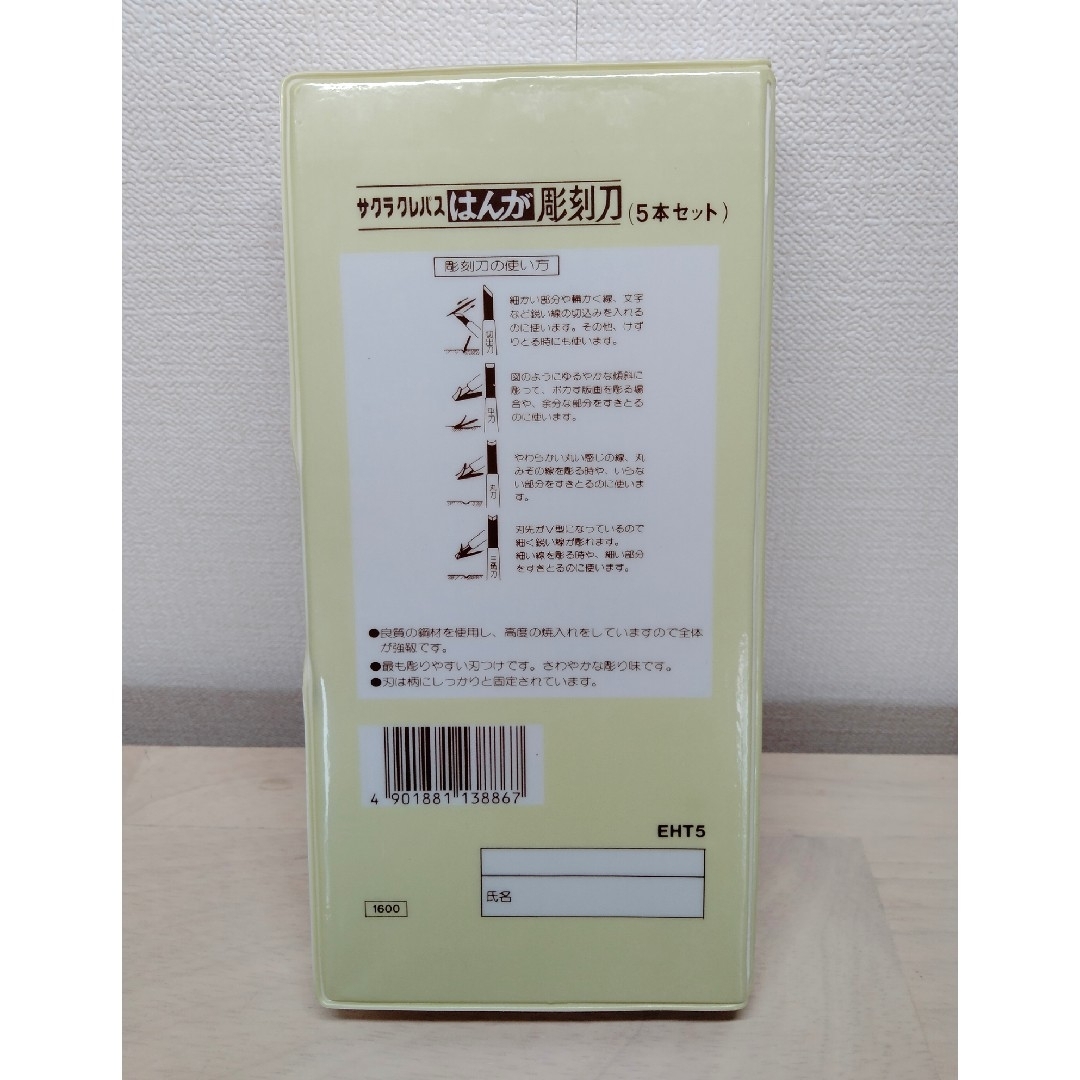 サクラクレパス はんが 彫刻刀 (5本セット)
彫刻刀の使い方
切出刀
細かい部分や輪かく線、文字
など鋭い線の切込みを入れる
のに使います。その他、けず
りとる時にも使います。
平刀
図のようにゆるやかな傾斜に
彫って、ボカす版画を彫る場
合や、余分な部分をすきとる
のに使います。
丸刀
やわらかい丸い感じの線、丸
みその線を彫る時や、いらな
い部分をすきとるのに使いま
す。
三角刀
刃先がV型になっているので
細く鋭い線が彫れます。
細い線を彫る時や、細い部分
をすきとるのに使います。
●良質の鋼材を使用し、高度の焼入れをしていますので全体
が強靱です。
●最も彫りやすい刃つけです。さわやかな彫り味です。
●刃は柄にしっかりと固定されています。
4 901881 138867
EHT5
氏名
1600